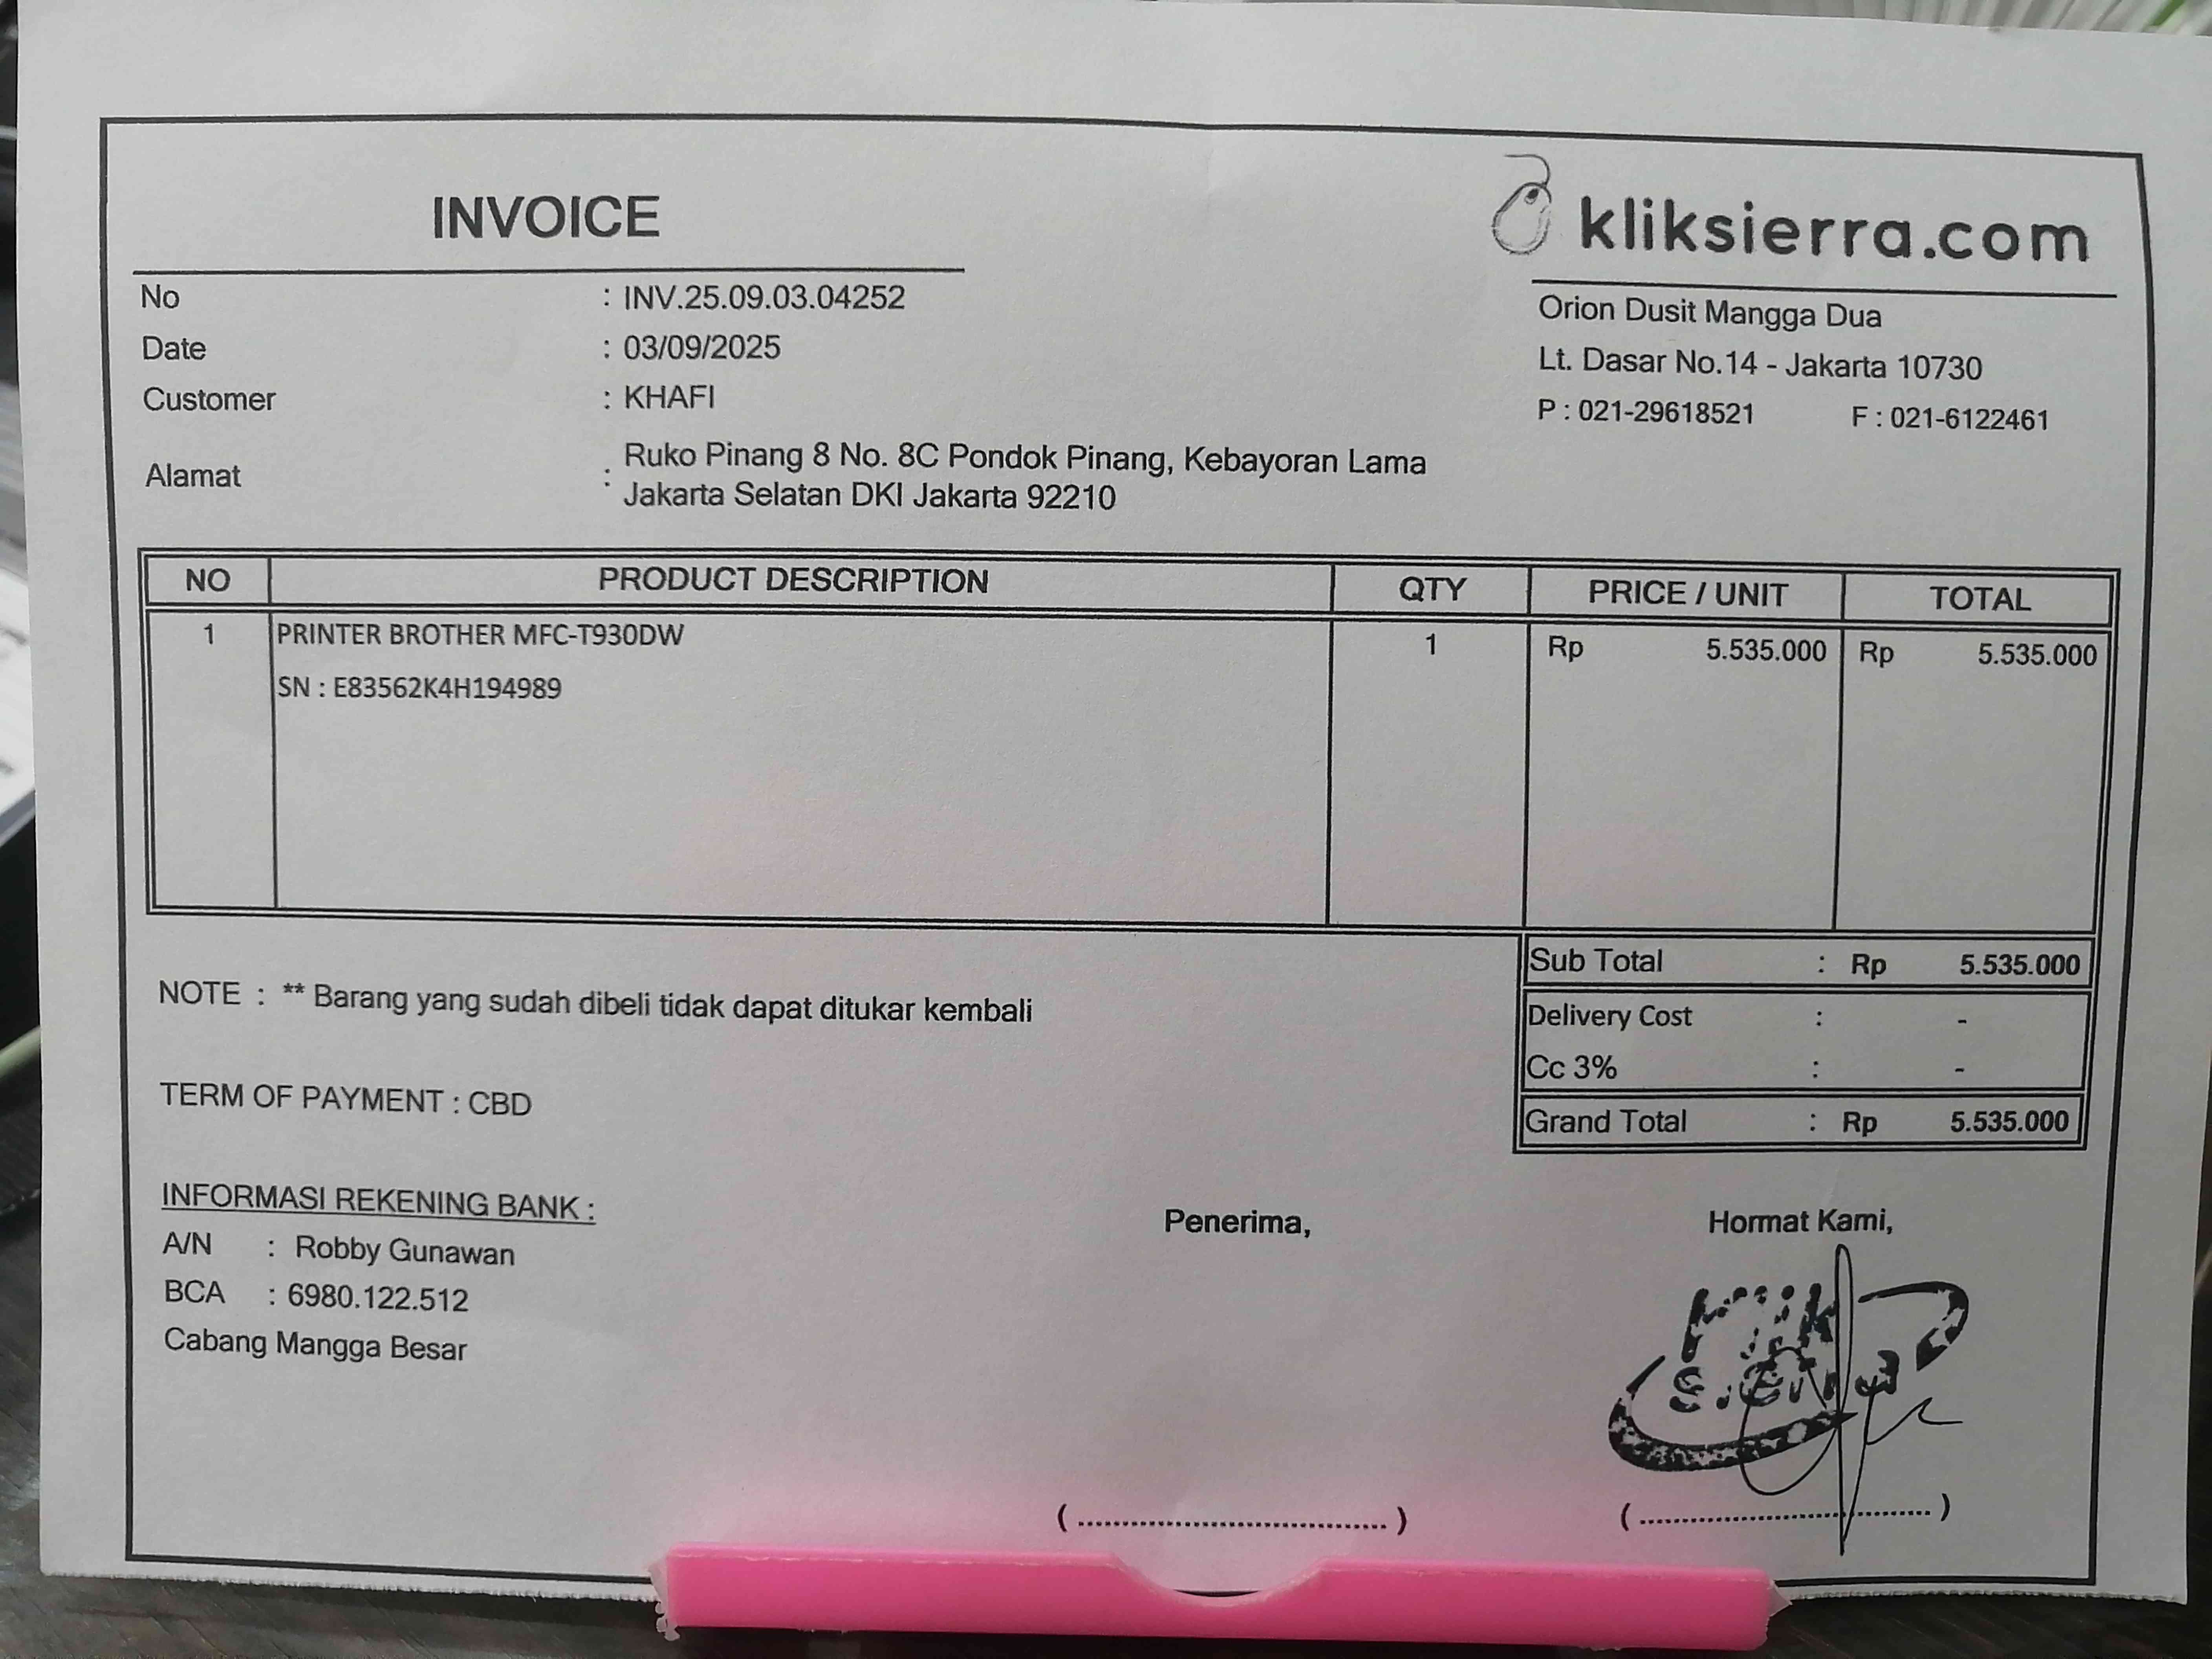 INVOICE
kliksierra.com
No : INV.25.09.03.04252
Date : 03/09/2025
Customer : KHAFI
Alamat : Ruko Pinang 8 No. 8C Pondok Pinang, Kebayoran Lama
Jakarta Selatan DKI Jakarta 92210
Orion Dusit Mangga Dua
Lt. Dasar No.14 - Jakarta 10730
P : 021-29618521 F : 021-6122461
NO PRODUCT DESCRIPTION QTY PRICE / UNIT TOTAL
1 PRINTER BROTHER MFC-T930DW 1 Rp 5.535.000 Rp 5.535.000
SN : E83562K4H194989
Sub Total : Rp 5.535.000
Delivery Cost : -
Cc 3% : -
Grand Total : Rp 5.535.000
NOTE : ** Barang yang sudah dibeli tidak dapat ditukar kembali
TERM OF PAYMENT : CBD
INFORMASI REKENING BANK :
A/N : Robby Gunawan
BCA : 6980.122.512
Cabang Mangga Besar
Penerima,
(..............................)
Hormat Kami,
klik
sierra
(..............................)